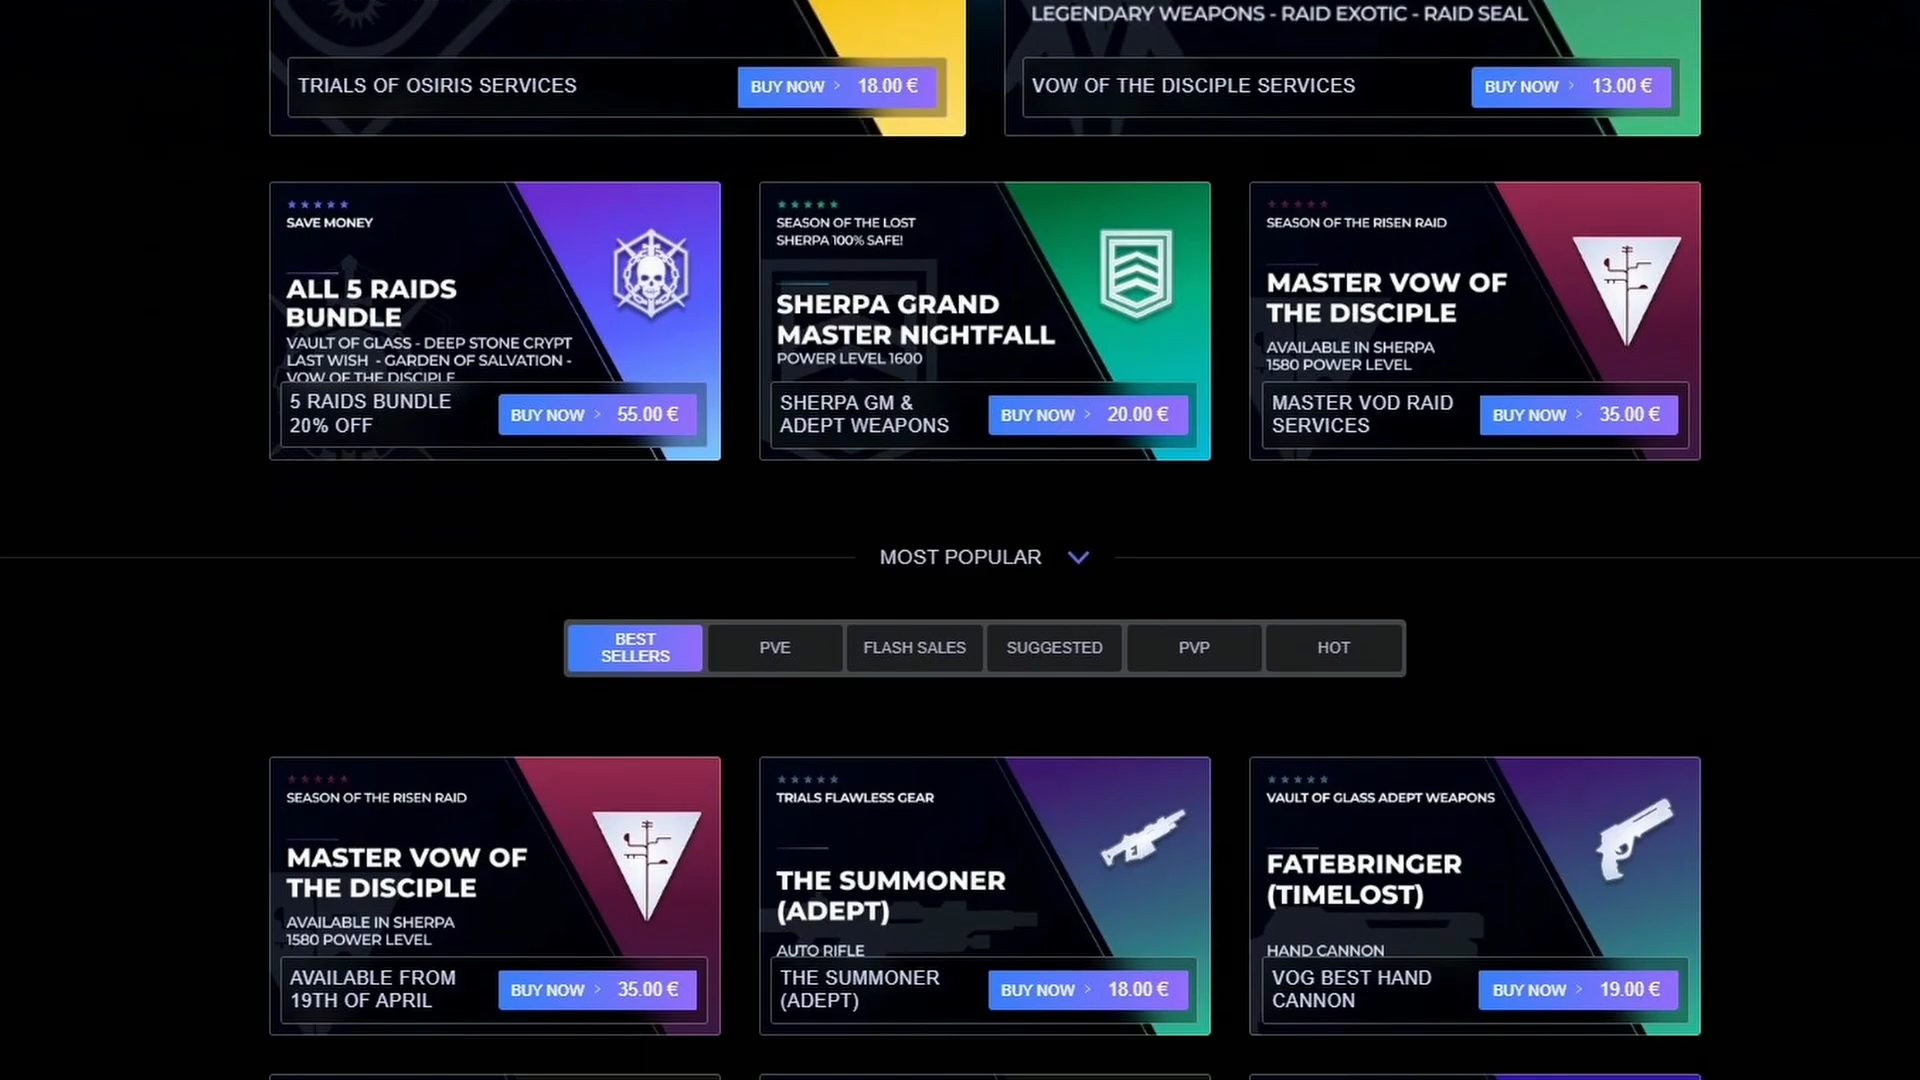 LEGENDARY WEAPONS - RAID EXOTIC - RAID SEAL
TRIALS OF OSIRIS SERVICES
BUY NOW > 18.00 €
VOW OF THE DISCIPLE SERVICES
BUY NOW > 13.00 €
SAVE MONEY
ALL 5 RAIDS
BUNDLE
VAULT OF GLASS - DEEP STONE CRYPT
LAST WISH - GARDEN OF SALVATION -
VOW OF THE DISCIPLE
5 RAIDS BUNDLE
20% OFF
BUY NOW > 55.00 €
SEASON OF THE LOST
SHERPA 100% SAFE!
SHERPA GRAND
MASTER NIGHTFALL
POWER LEVEL 1600
SHERPA GM &
ADEPT WEAPONS
BUY NOW > 20.00 €
SEASON OF THE RISEN RAID
MASTER VOW OF
THE DISCIPLE
AVAILABLE IN SHERPA
1580 POWER LEVEL
MASTER VOD RAID
SERVICES
BUY NOW > 35.00 €
MOST POPULAR
BEST
SELLERS
PVE
FLASH SALES
SUGGESTED
PVP
HOT
SEASON OF THE RISEN RAID
MASTER VOW OF
THE DISCIPLE
AVAILABLE IN SHERPA
1580 POWER LEVEL
AVAILABLE FROM
19TH OF APRIL
BUY NOW > 35.00 €
TRIALS FLAWLESS GEAR
THE SUMMONER
(ADEPT)
AUTO RIFLE
THE SUMMONER
(ADEPT)
BUY NOW > 18.00 €
VAULT OF GLASS ADEPT WEAPONS
FATEBRINGER
(TIMELOST)
HAND CANNON
VOG BEST HAND
CANNON
BUY NOW > 19.00 €